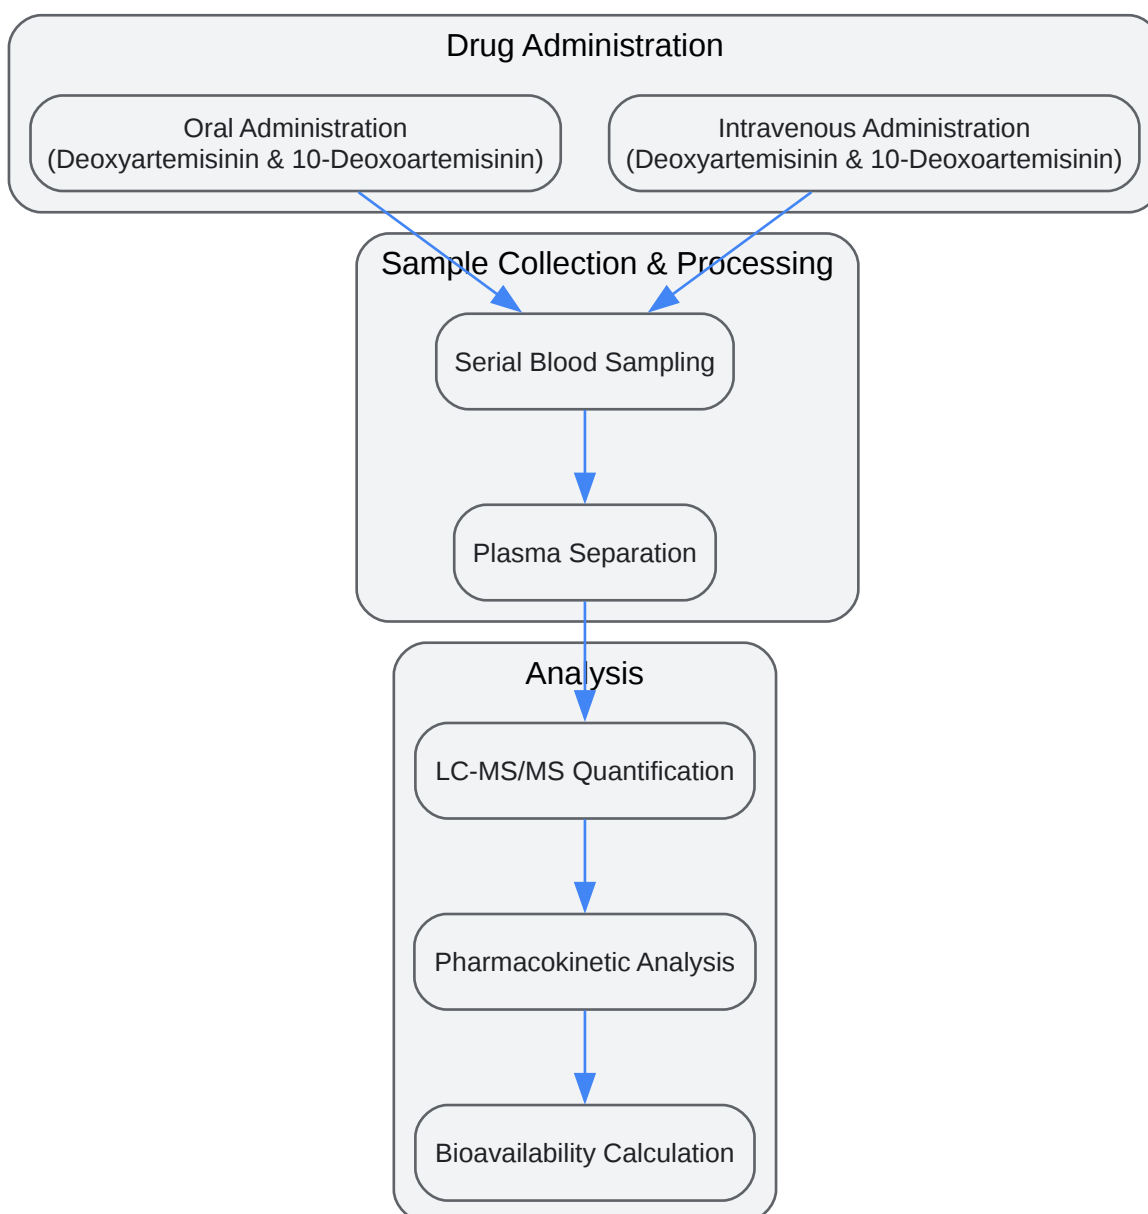 Drug Administration
Oral Administration
(Deoxyartemisinin & 10-Deoxoartemisinin)
Intravenous Administration
(Deoxyartemisinin & 10-Deoxoartemisinin)
Sample Collection & Processing
Serial Blood Sampling
Plasma Separation
Analysis
LC-MS/MS Quantification
Pharmacokinetic Analysis
Bioavailability Calculation